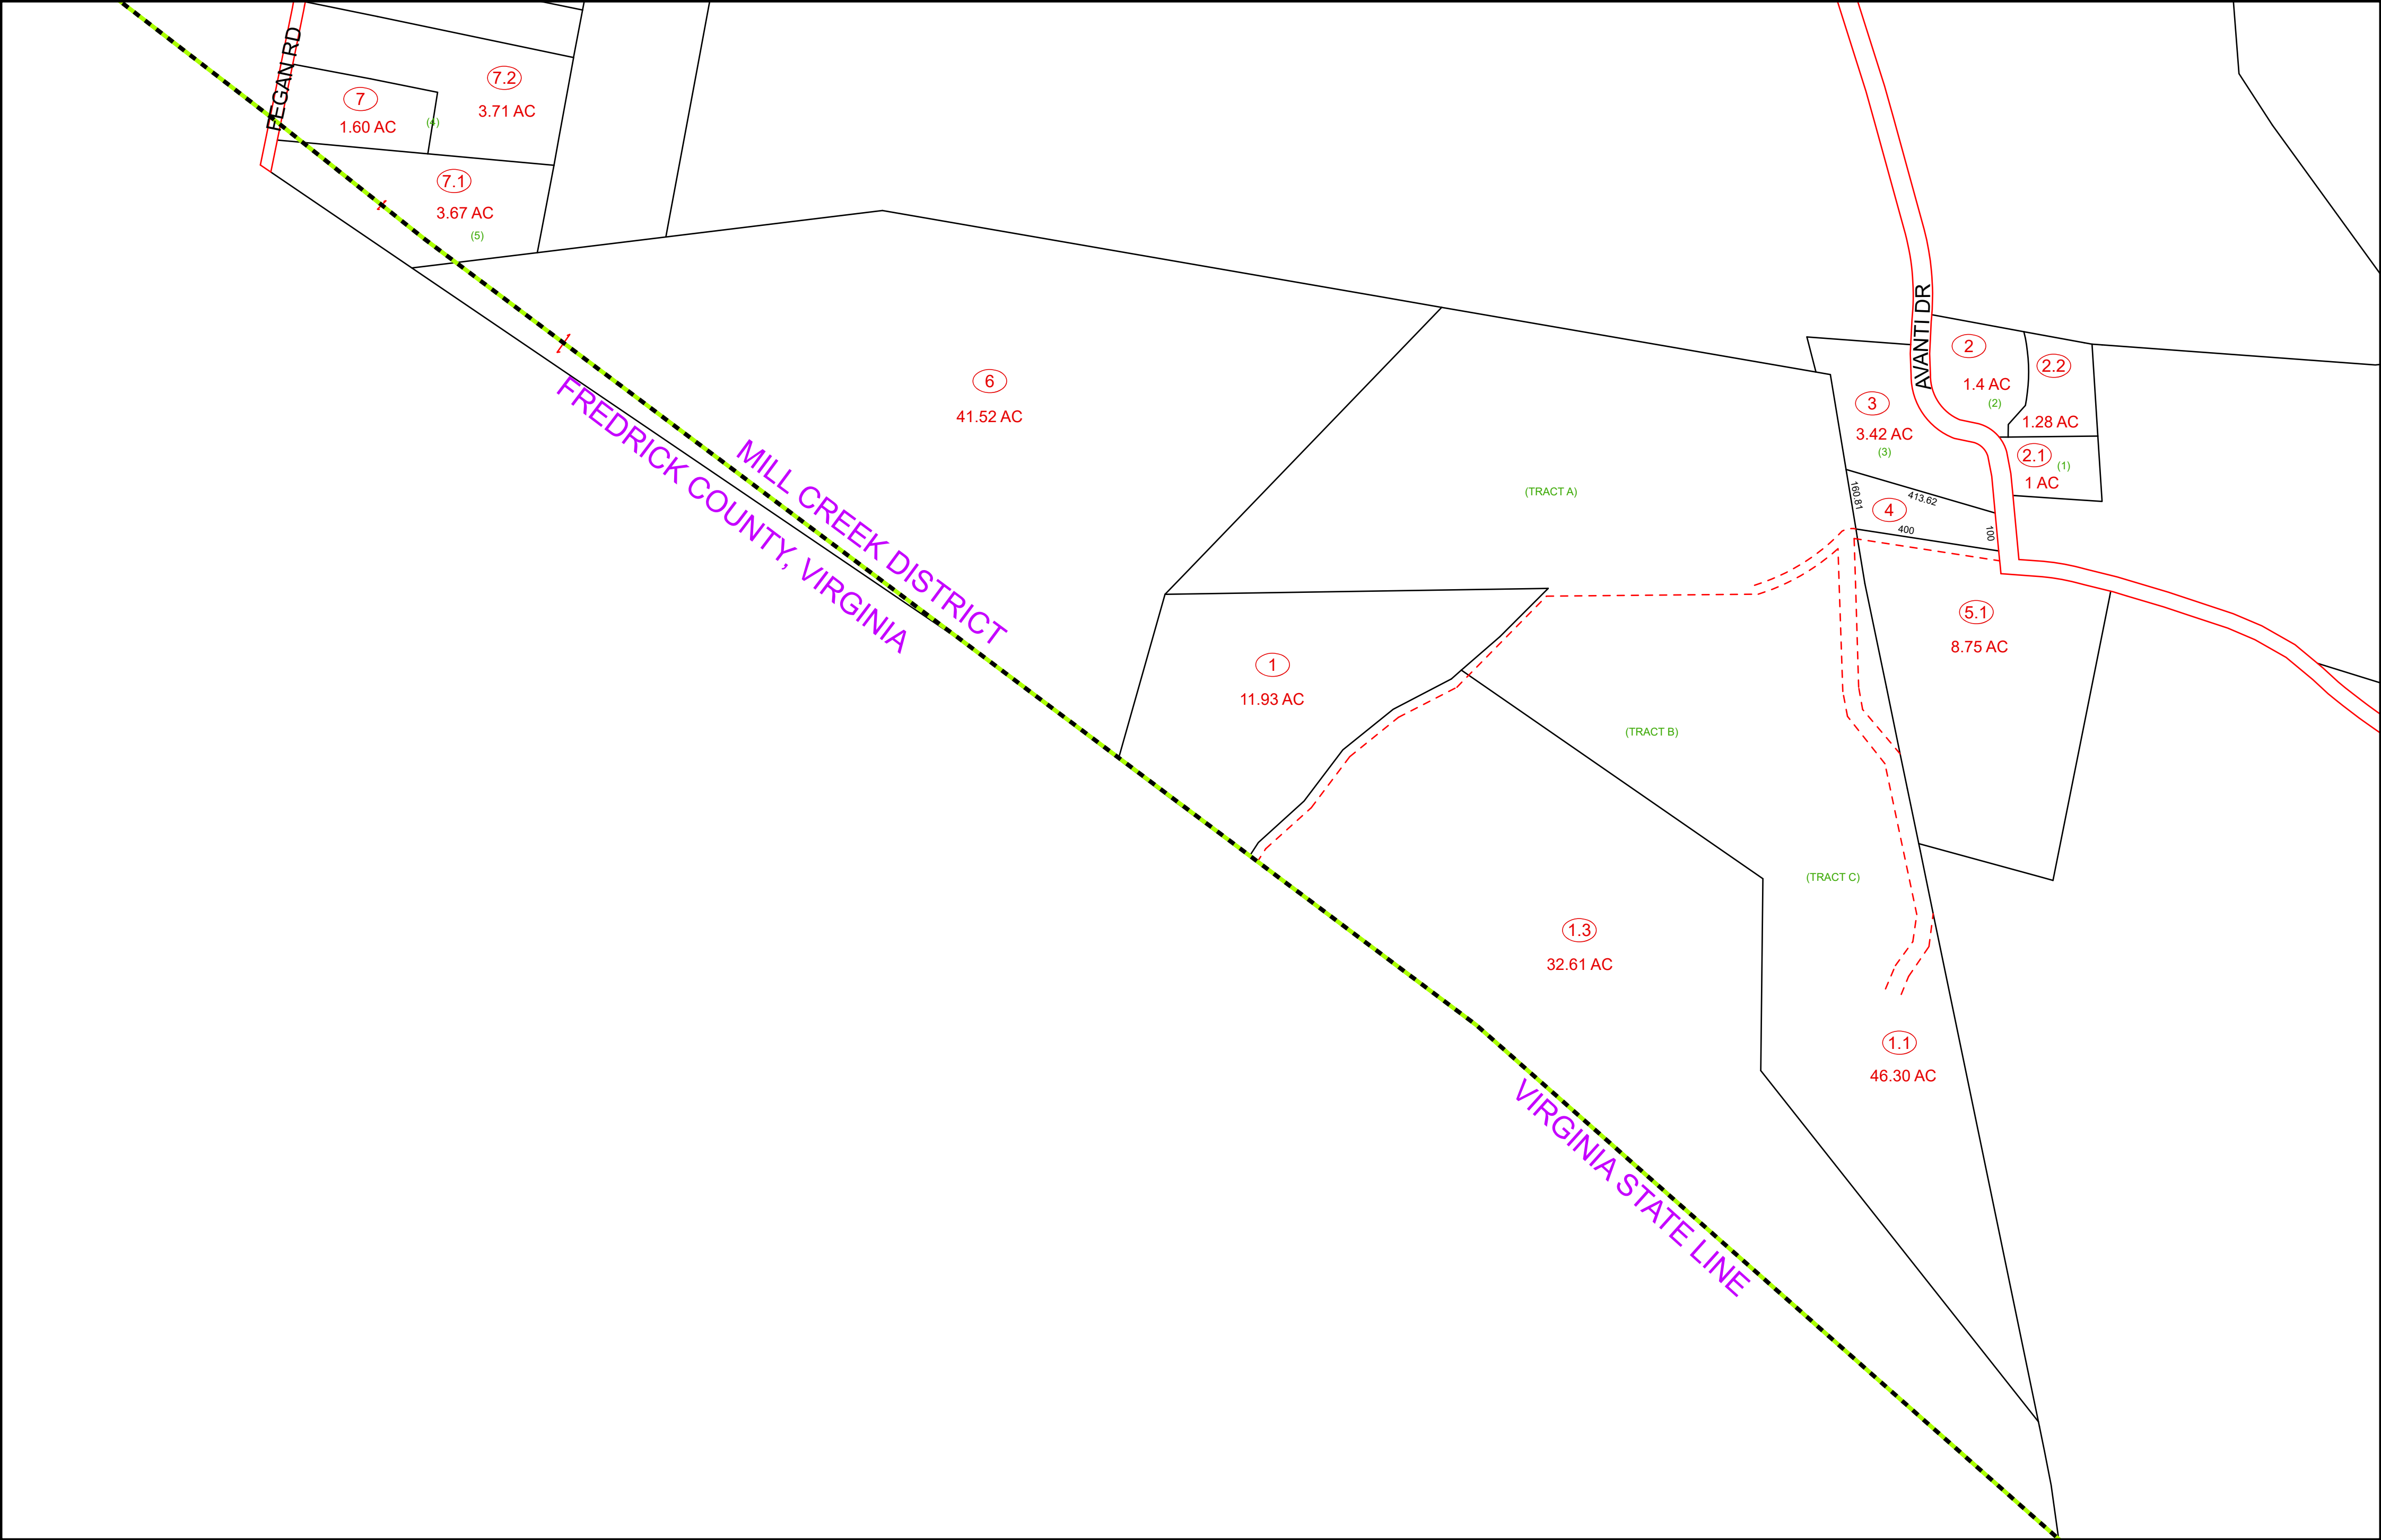 FEGAN RD
7.2
3.71 AC
7
1.60 AC
(4)
7.1
3.67 AC
(5)
AVANTI DR
2
1.4 AC
(2)
2.2
1.28 AC
3
3.42 AC
(3)
2.1
(1)
1 AC
6
41.52 AC
MILL CREEK DISTRICT
FREDRICK COUNTY, VIRGINIA
(TRACT A)
160.81
413.62
4
400
100
5.1
8.75 AC
1
11.93 AC
(TRACT B)
(TRACT C)
1.3
32.61 AC
1.1
46.30 AC
VIRGINIA STATE LINE